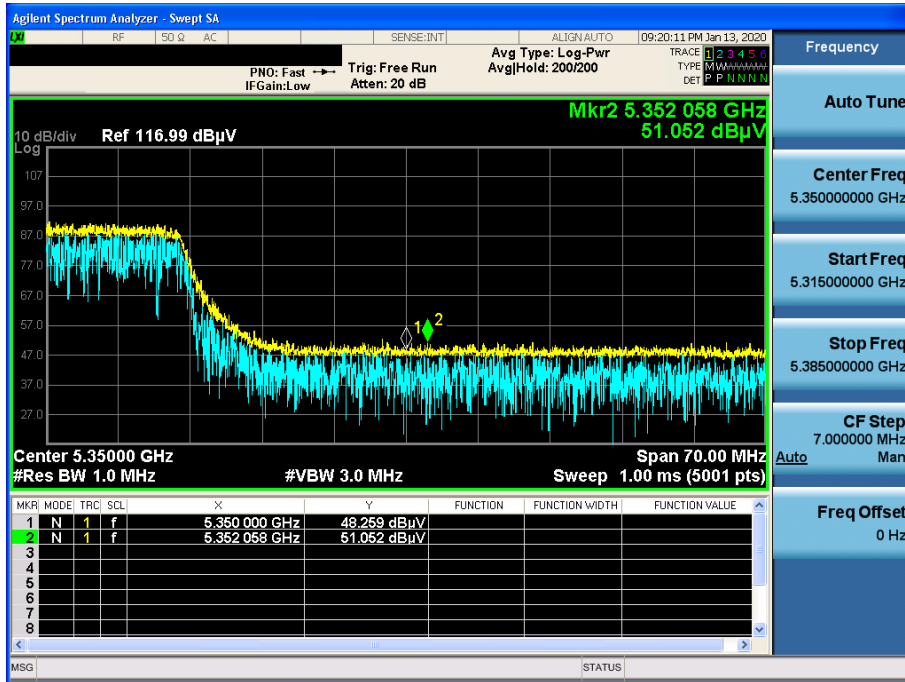 Agilent Spectrum Analyzer - Swept SA
LXI RF 50 Ω AC SENSE:INT ALIGN AUTO 09:20:11 PM Jan 13, 2020
PNO: Fast IFGain:Low
Trig: Free Run
Atten: 20 dB
Avg Type: Log-Pwr
Avg|Hold: 200/200
TRACE 1 2 3 4 5 6
TYPE M W W W W W
DET P P N N N N
Mkr2 5.352 058 GHz
51.052 dBµV
10 dB/div Ref 116.99 dBµV
Log
107
97.0
87.0
77.0
67.0
57.0
47.0
37.0
27.0
1 2
Center 5.35000 GHz Span 70.00 MHz
#Res BW 1.0 MHz #VBW 3.0 MHz Sweep 1.00 ms (5001 pts)
MKR MODE TRC SCL X Y FUNCTION FUNCTION WIDTH FUNCTION VALUE
1 N 1 f 5.350 000 GHz 48.259 dBµV
2 N 1 f 5.352 058 GHz 51.052 dBµV
3
4
5
6
7
8
MSG STATUS
Frequency
Auto Tune
Center Freq
5.350000000 GHz
Start Freq
5.315000000 GHz
Stop Freq
5.385000000 GHz
CF Step
7.000000 MHz
Auto Man
Freq Offset
0 Hz